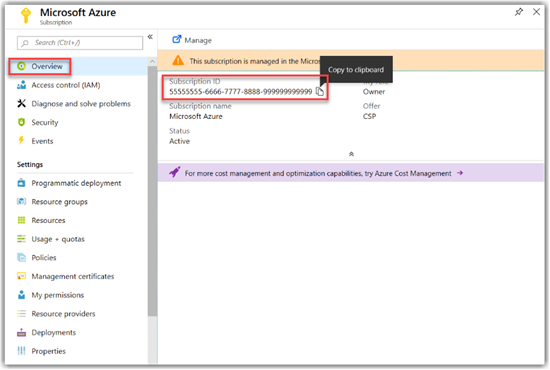 Microsoft Azure
Subscription
Search (Ctrl+/)
Overview
Access control (IAM)
Diagnose and solve problems
Security
Events
Settings
Programmatic deployment
Resource groups
Resources
Usage + quotas
Policies
Management certificates
My permissions
Resource providers
Deployments
Properties
Manage
This subscription is managed in the Micros
Copy to clipboard
Subscription ID
55555555-6666-7777-8888-999999999999
Owner
Subscription name
Offer
Microsoft Azure
CSP
Status
Active
For more cost management and optimization capabilities, try Azure Cost Management →